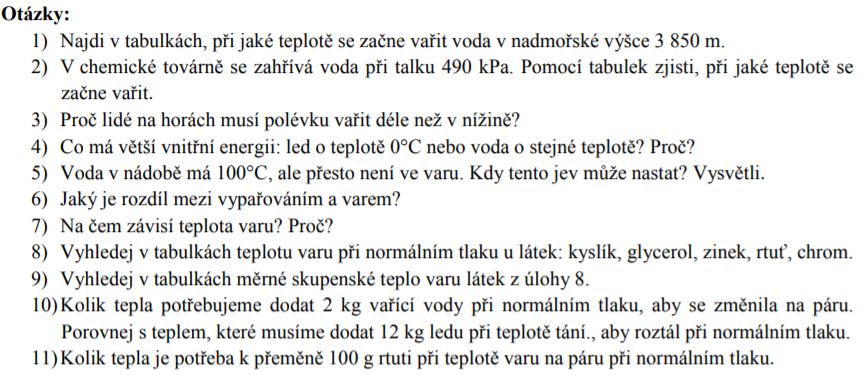 Otázky:
1) Najdi v tabulkách, při jaké teplotě se začne vařit voda v nadmořské výšce 3 850 m.
2) V chemické továrně se zahřívá voda při talku 490 kPa. Pomocí tabulek zjisti, při jaké teplotě se
začne vařit.
3) Proč lidé na horách musí polévku vařit déle než v nížině?
4) Co má větší vnitřní energii: led o teplotě 0°C nebo voda o stejné teplotě? Proč?
5) Voda v nádobě má 100°C, ale přesto není ve varu. Kdy tento jev může nastat? Vysvětli.
6) Jaký je rozdíl mezi vypařováním a varem?
7) Na čem závisí teplota varu? Proč?
8) Vyhledej v tabulkách teplotu varu při normálním tlaku u látek: kyslík, glycerol, zinek, rtuť, chrom.
9) Vyhledej v tabulkách měrné skupenské teplo varu látek z úlohy 8.
10) Kolik tepla potřebujeme dodat 2 kg vařící vody při normálním tlaku, aby se změnila na páru.
Porovnej s teplem, které musíme dodat 12 kg ledu při teplotě tání., aby roztál při normálním tlaku.
11) Kolik tepla je potřeba k přeměně 100 g rtuti při teplotě varu na páru při normálním tlaku.